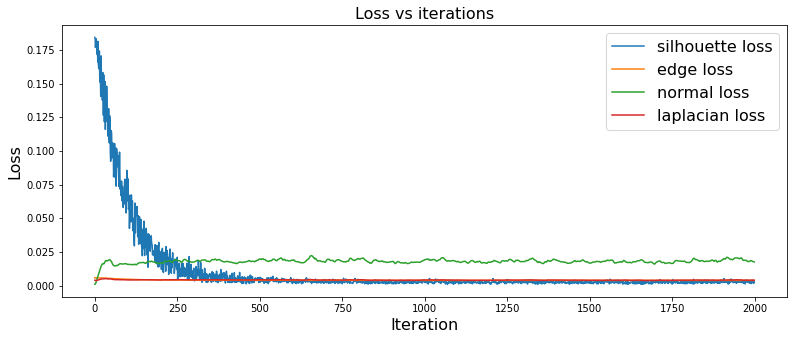 Loss vs iterations
silhouette loss
edge loss
normal loss
laplacian loss
Loss
0.175
0.150
0.125
0.100
0.075
0.050
0.025
0.000
0 250 500 750 1000 1250 1500 1750 2000
Iteration